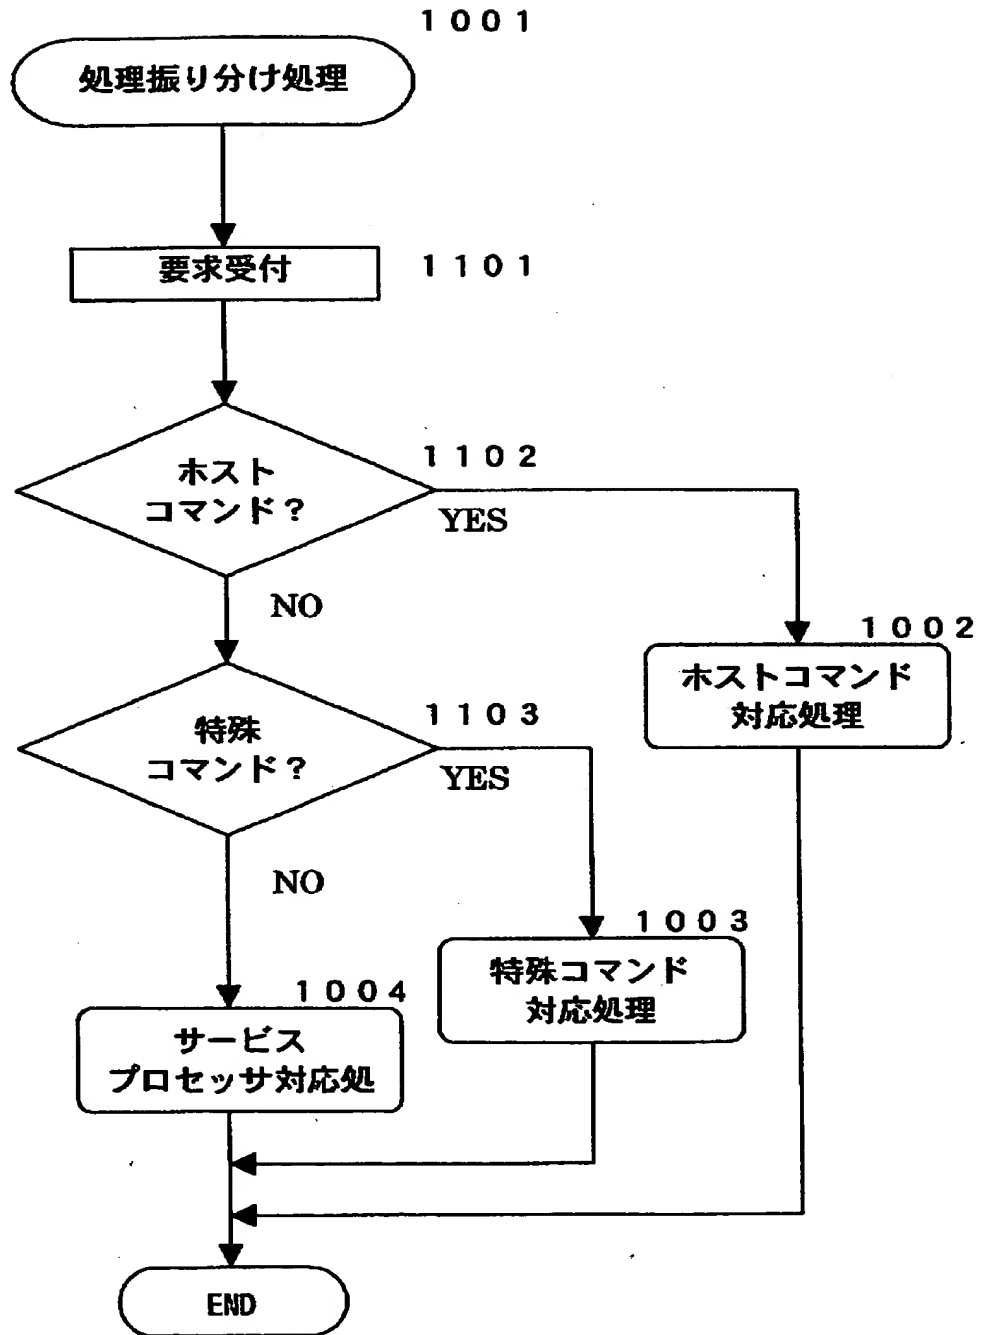 １００１
処理振り分け処理
要求受付
１１０１
１１０２
ホスト
コマンド？
YES
NO
１００２
ホストコマンド
対応処理
１１０３
特殊
コマンド？
YES
NO
１００３
特殊コマンド
対応処理
１００４
サービス
プロセッサ対応処
END